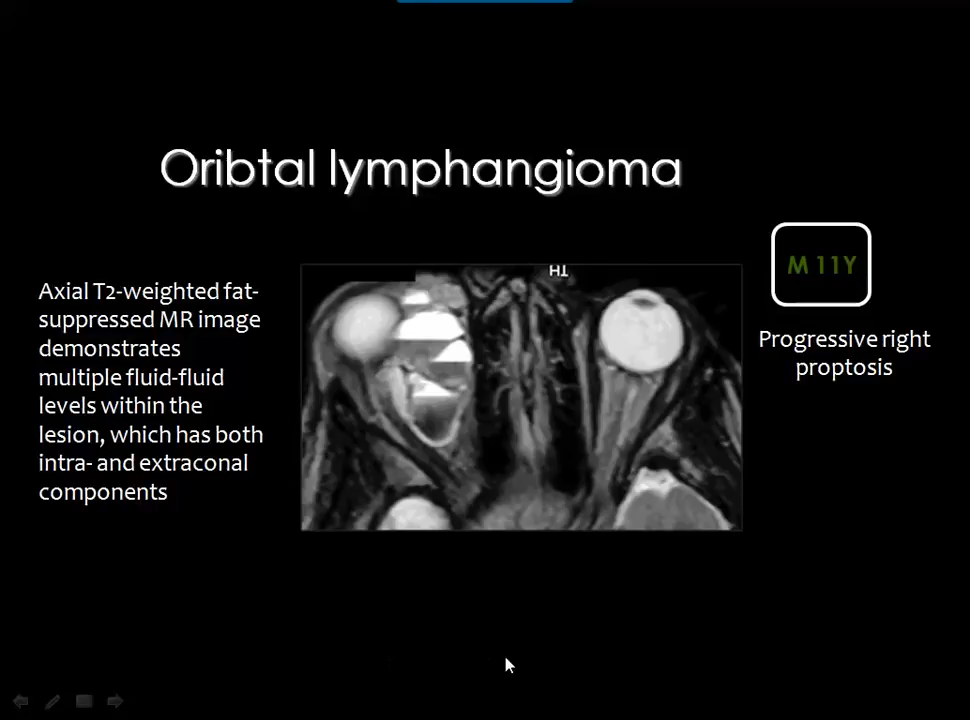 Oribtal lymphangioma
M 11Y
Progressive right
proptosis
Axial T2-weighted fat-
suppressed MR image
demonstrates
multiple fluid-fluid
levels within the
lesion, which has both
intra- and extraconal
components